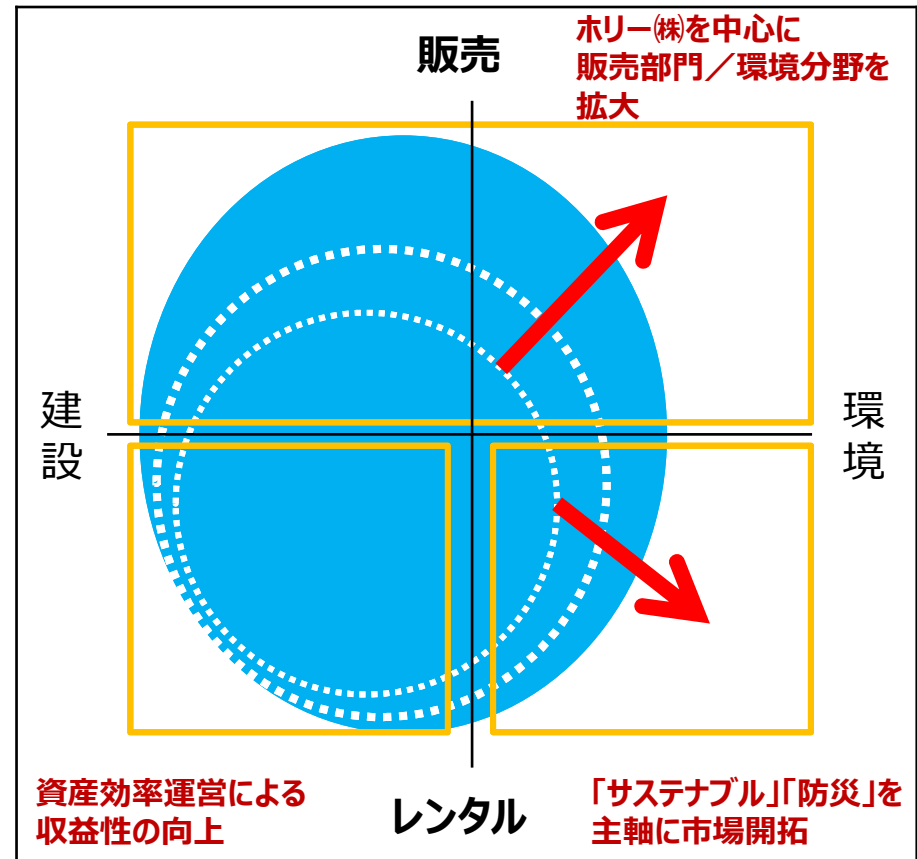 販売
ホリー㈱を中心に
販売部門／環境分野を
拡大
建
設
環
境
資産効率運営による
収益性の向上
レンタル
「サステナブル」「防災」を
主軸に市場開拓